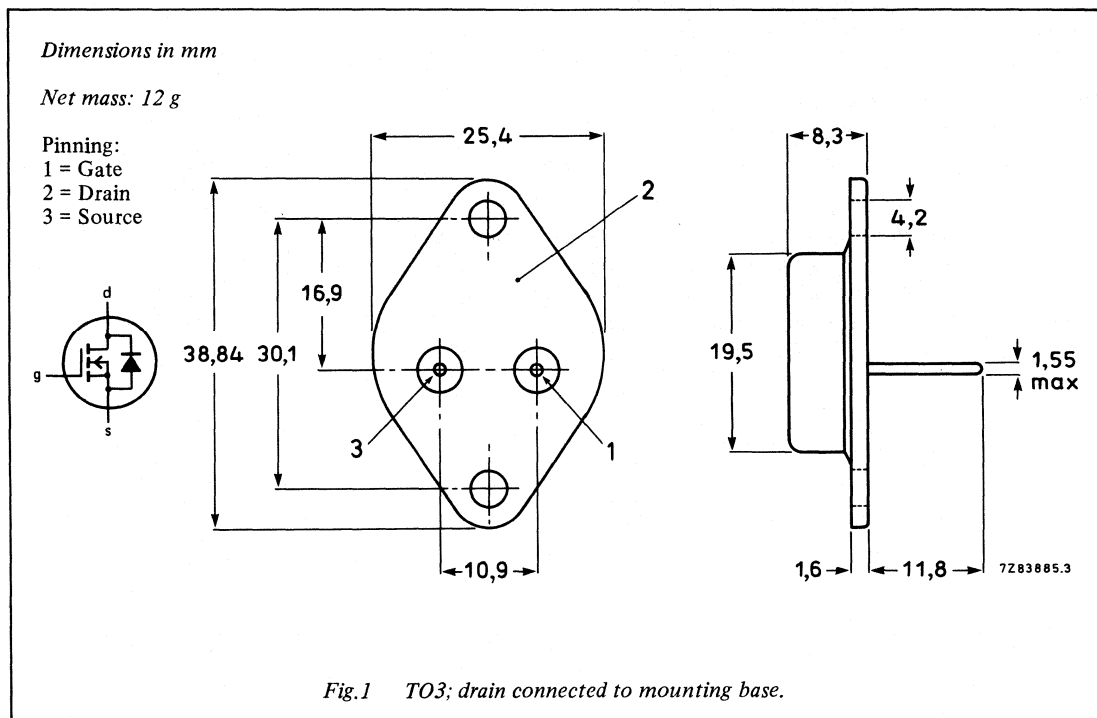 Dimensions in mm
Net mass: 12 g
Pinning:
1 = Gate
2 = Drain
3 = Source
25,4
8,3
2
4,2
16,9
d
38,84
30,1
19,5
1,55
max
g
s
3
1
10,9
1,6
11,8
7Z83885.3
Fig.1 TO3; drain connected to mounting base.